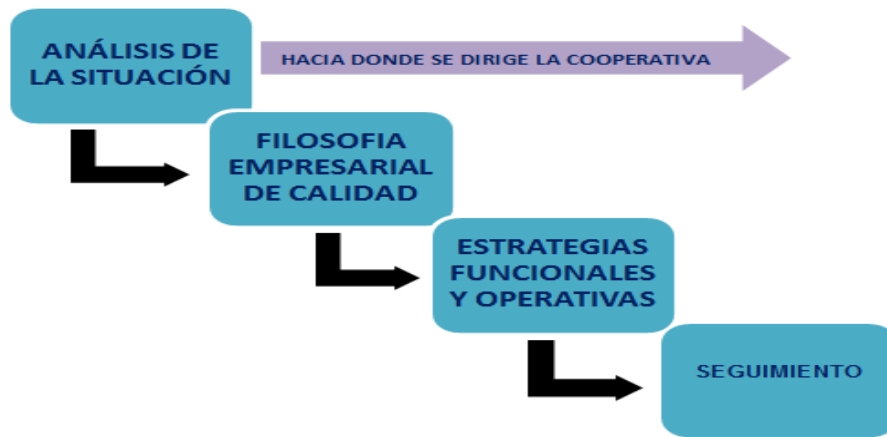 ANÁLISIS DE
LA SITUACIÓN
HACIA DONDE SE DIRIGE LA COOPERATIVA
FILOSOFIA
EMPRESARIAL
DE CALIDAD
ESTRATEGIAS
FUNCIONALES
Y OPERATIVAS
SEGUIMIENTO